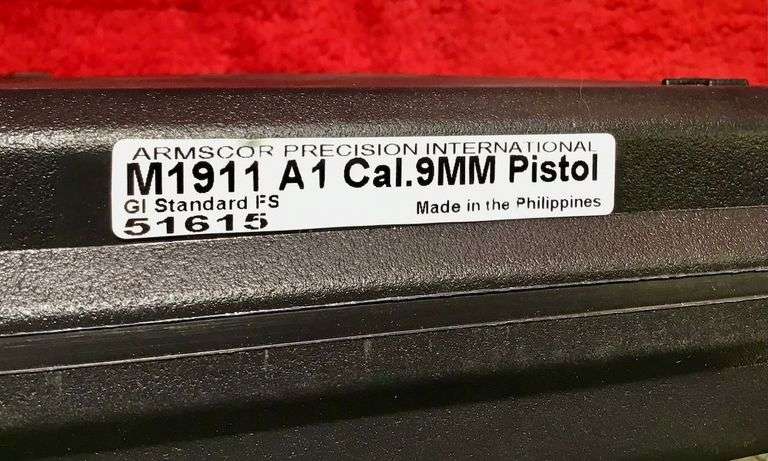 ARMSCOR PRECISION INTERNATIONAL
M1911 A1 Cal.9MM Pistol
GI Standard FS
Made in the Philippines
51615